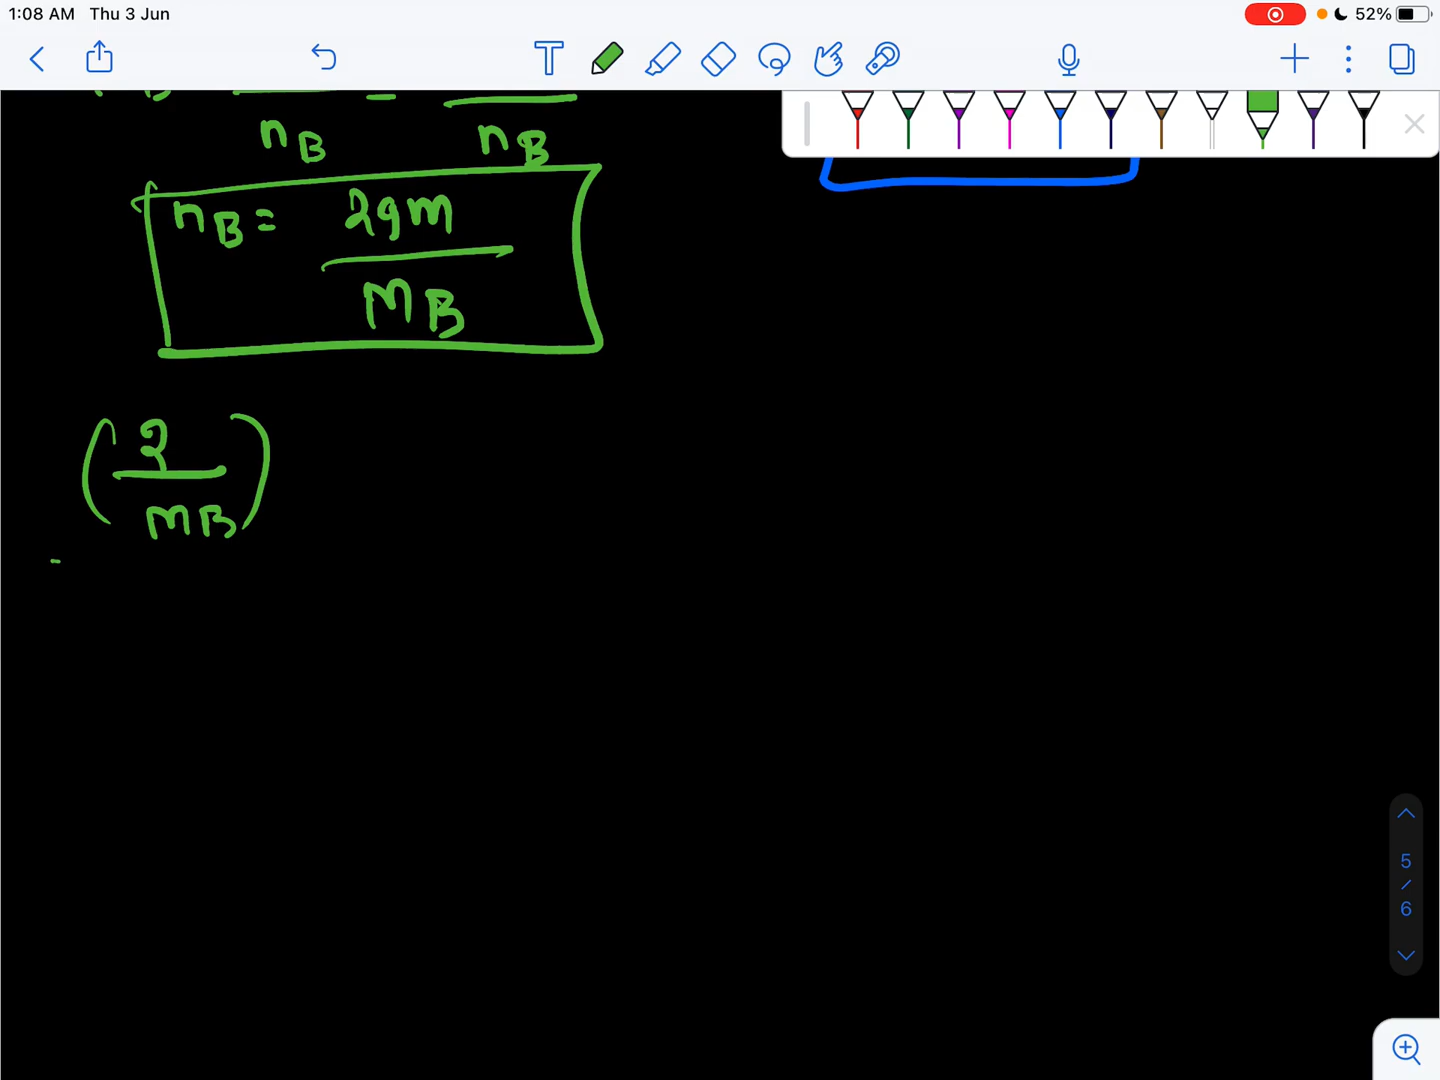 1:08 AM Thu 3 Jun 52%
T
n_B n_B
n_B = 2gm / M_B
(2 / M_B)
5 / 6